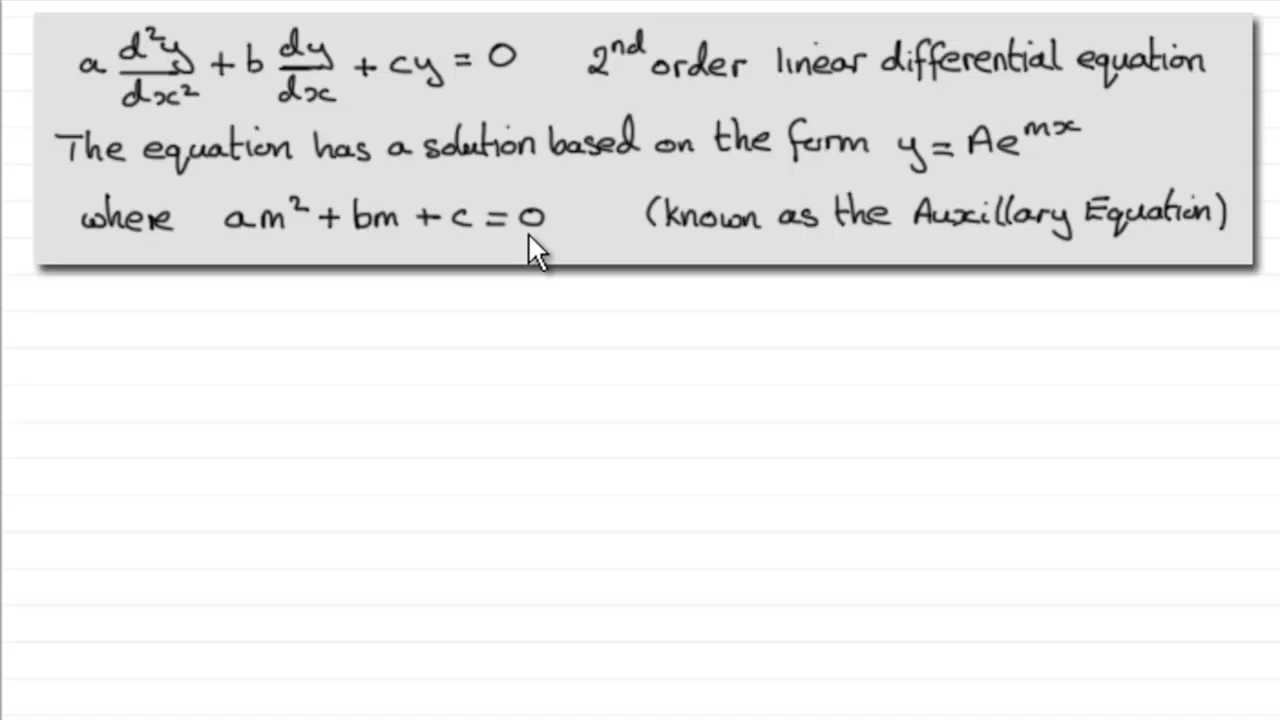 a d²y/dx² + b dy/dx + cy = 0 2nd order linear differential equation
The equation has a solution based on the form y = Ae^mx
where am² + bm + c = 0 (known as the Auxillary Equation)